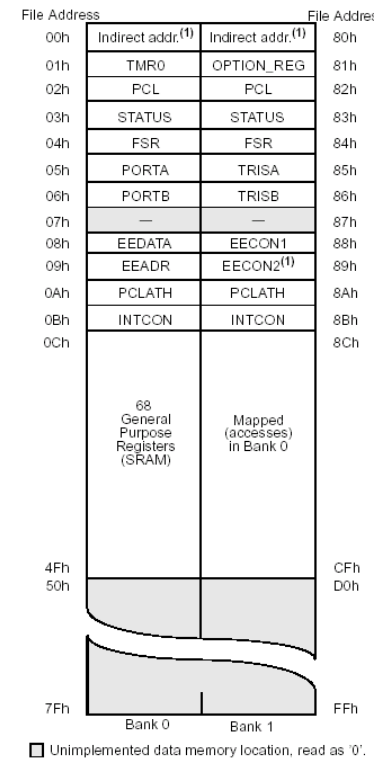 File Address File Addres
00h Indirect addr.(1) Indirect addr.(1) 80h
01h TMR0 OPTION_REG 81h
02h PCL PCL 82h
03h STATUS STATUS 83h
04h FSR FSR 84h
05h PORTA TRISA 85h
06h PORTB TRISB 86h
07h — — 87h
08h EEDATA EECON1 88h
09h EEADR EECON2(1) 89h
0Ah PCLATH PCLATH 8Ah
0Bh INTCON INTCON 8Bh
0Ch 8Ch
68
General
Purpose
Registers
(SRAM)
Mapped
(accesses)
in Bank 0
4Fh CFh
50h D0h
7Fh FFh
Bank 0 Bank 1
Unimplemented data memory location, read as '0'.